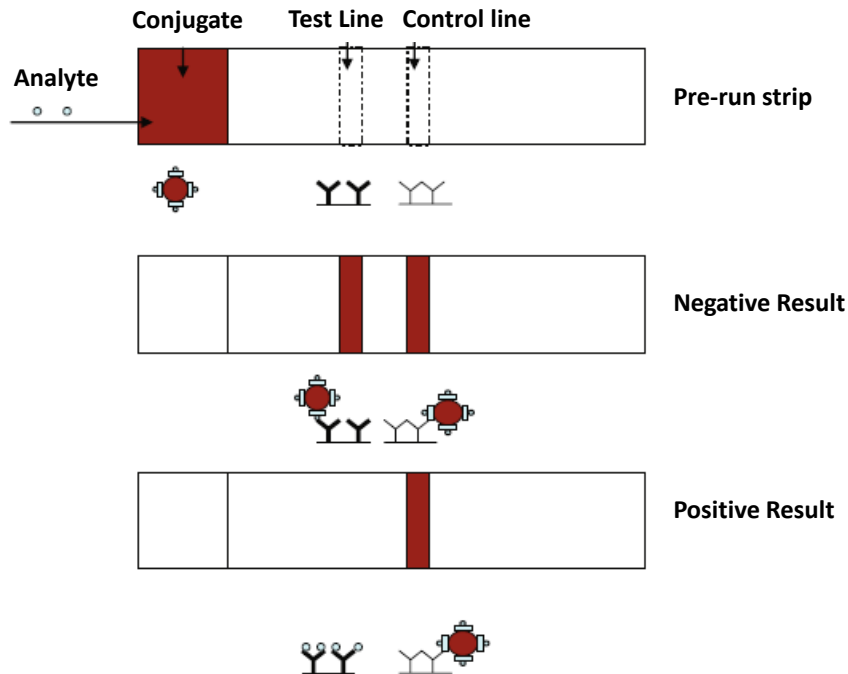 Conjugate
Test Line
Control line
Analyte
Pre-run strip
Negative Result
Positive Result